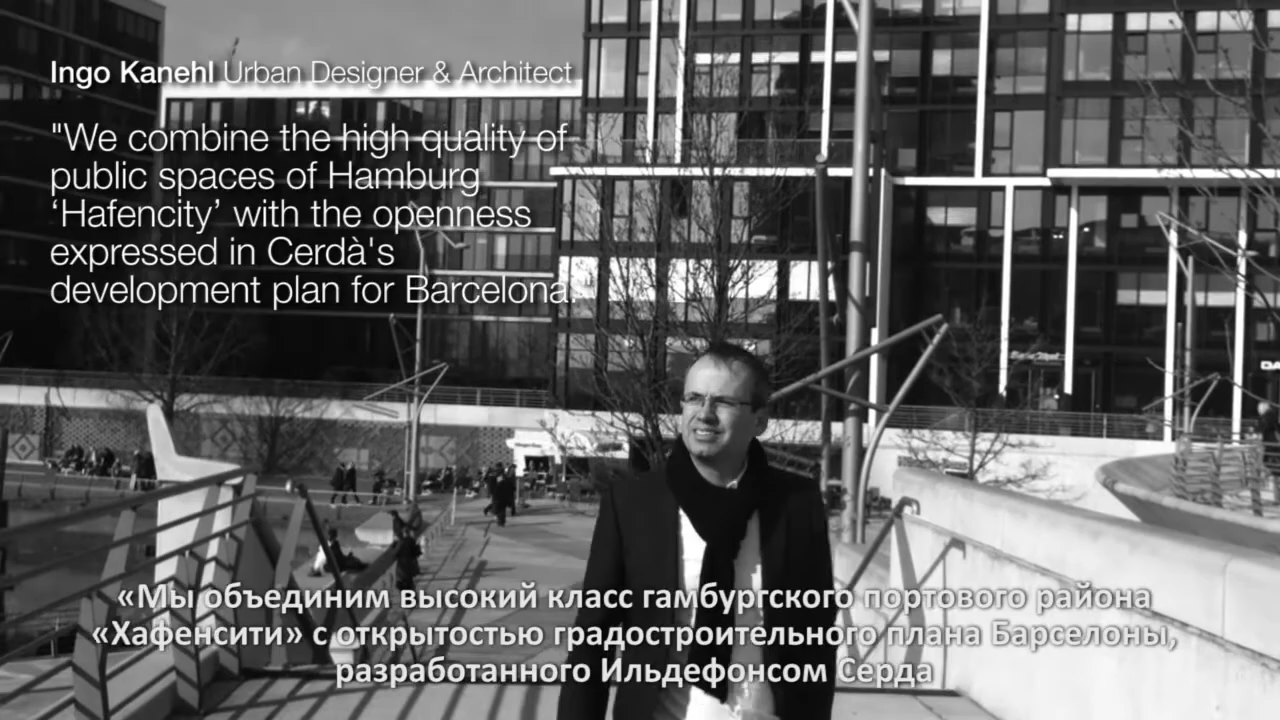 Ingo Kanehl Urban Designer & Architect
"We combine the high quality of
public spaces of Hamburg
‘Hafencity’ with the openness
expressed in Cerdà's
development plan for Barcelona.
«Мы объединим высокий класс гамбургского портового района
«Хафенсити» с открытостью градостроительного плана Барселоны,
разработанного Ильдефонсом Серда